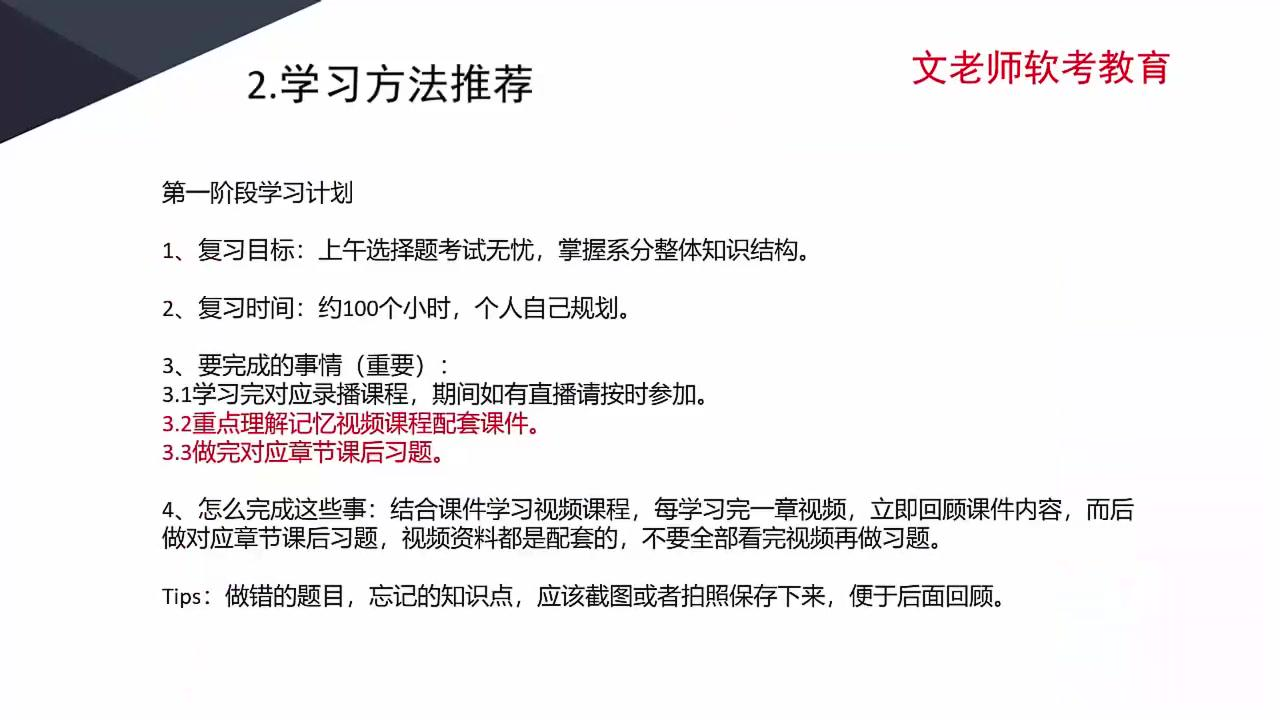 2.学习方法推荐
文老师软考教育
第一阶段学习计划
1、复习目标：上午选择题考试无忧，掌握系分整体知识结构。
2、复习时间：约100个小时，个人自己规划。
3、要完成的事情（重要）：
3.1学习完对应录播课程，期间如有直播请按时参加。
3.2重点理解记忆视频课程配套课件。
3.3做完对应章节课后习题。
4、怎么完成这些事：结合课件学习视频课程，每学习完一章视频，立即回顾课件内容，而后
做对应章节课后习题，视频资料都是配套的，不要全部看完视频再做习题。
Tips：做错的题目，忘记的知识点，应该截图或者拍照保存下来，便于后面回顾。